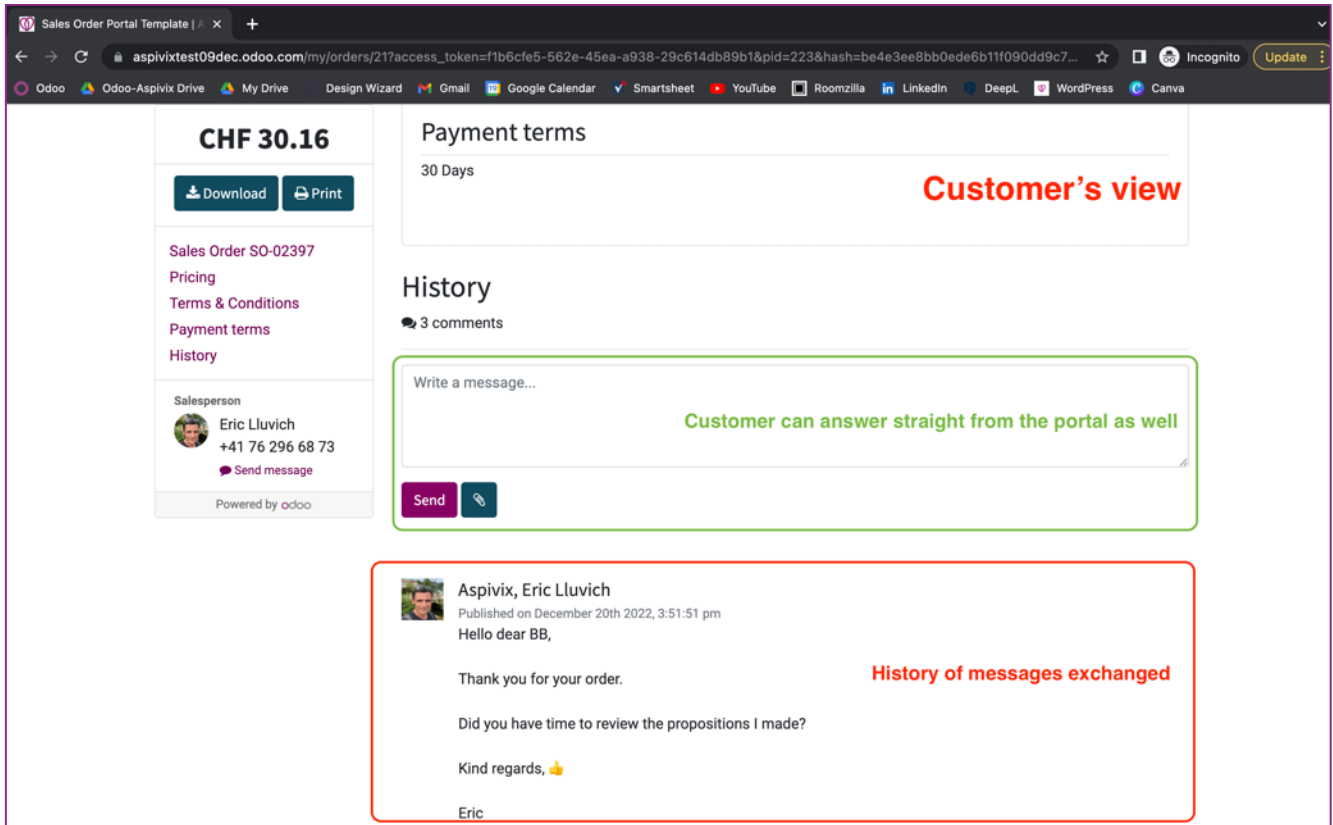 Sales Order Portal Template | A
aspivixtest09dec.odoo.com/my/orders/21?access_token=f1b6cfe5-562e-45ea-a938-29c614db89b1&pid=223&hash=be4e3ee8bb0ede6b11f090dd9c7...
Incognito
Update
Odoo Odoo-Aspivix Drive My Drive Design Wizard Gmail Google Calendar Smartsheet YouTube Roomzilla LinkedIn DeepL WordPress Canva
CHF 30.16
Download Print
Sales Order SO-02397
Pricing
Terms & Conditions
Payment terms
History
Salesperson
Eric Lluvich
+41 76 296 68 73
Send message
Powered by odoo
Payment terms
30 Days
Customer’s view
History
3 comments
Write a message...
Customer can answer straight from the portal as well
Send
Aspivix, Eric Lluvich
Published on December 20th 2022, 3:51:51 pm
Hello dear BB,
Thank you for your order.
History of messages exchanged
Did you have time to review the propositions I made?
Kind regards, 👍
Eric